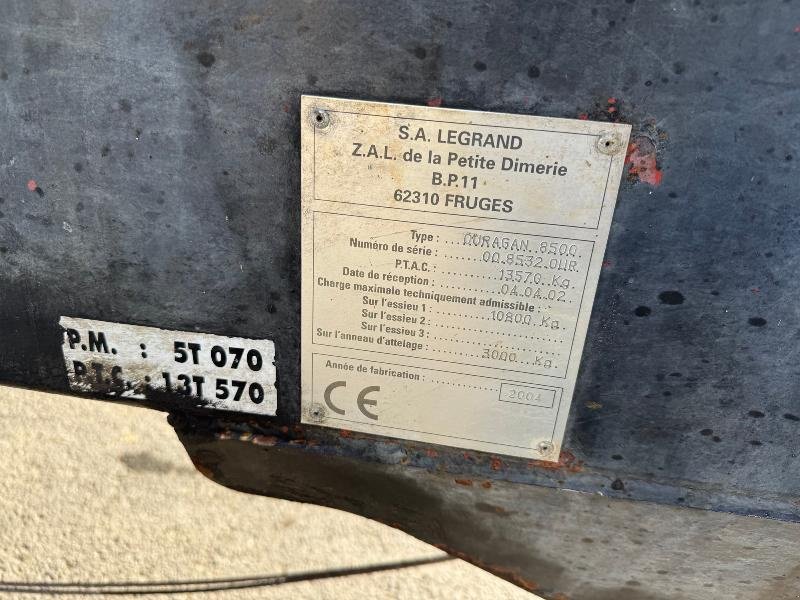 S.A. LEGRAND
Z.A.L. de la Petite Dimerie
B.P.11
62310 FRUGES
Type : OURAGAN 8500
Numéro de série : 00.8532.OUR
P.T.A.C. : 13570 Kg.
Date de réception : 04.04.02
Charge maximale techniquement admissible :
Sur l'essieu 1 : 10800 Kg.
Sur l'essieu 2 :
Sur l'essieu 3 :
Sur l'anneau d'attelage : 3000 Kg.
Année de fabrication : 2004
CE
P.M. : 5T 070
P.T.C. : 13T 570